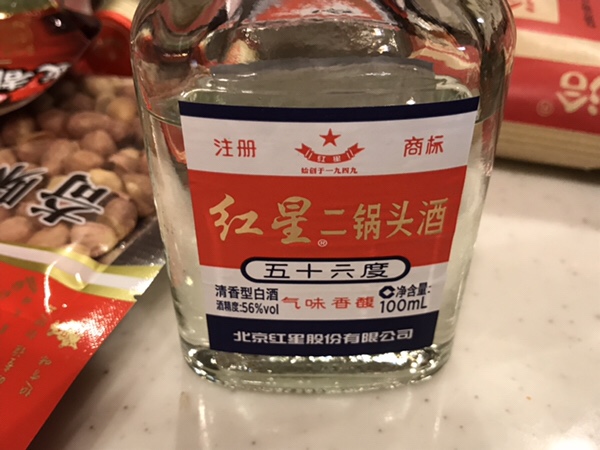 注册 商标
红星
始创于一九四九
红星®二锅头酒
五十六度
清香型白酒
酒精度:56%vol
气味香馥
净含量:
100mL
北京红星股份有限公司